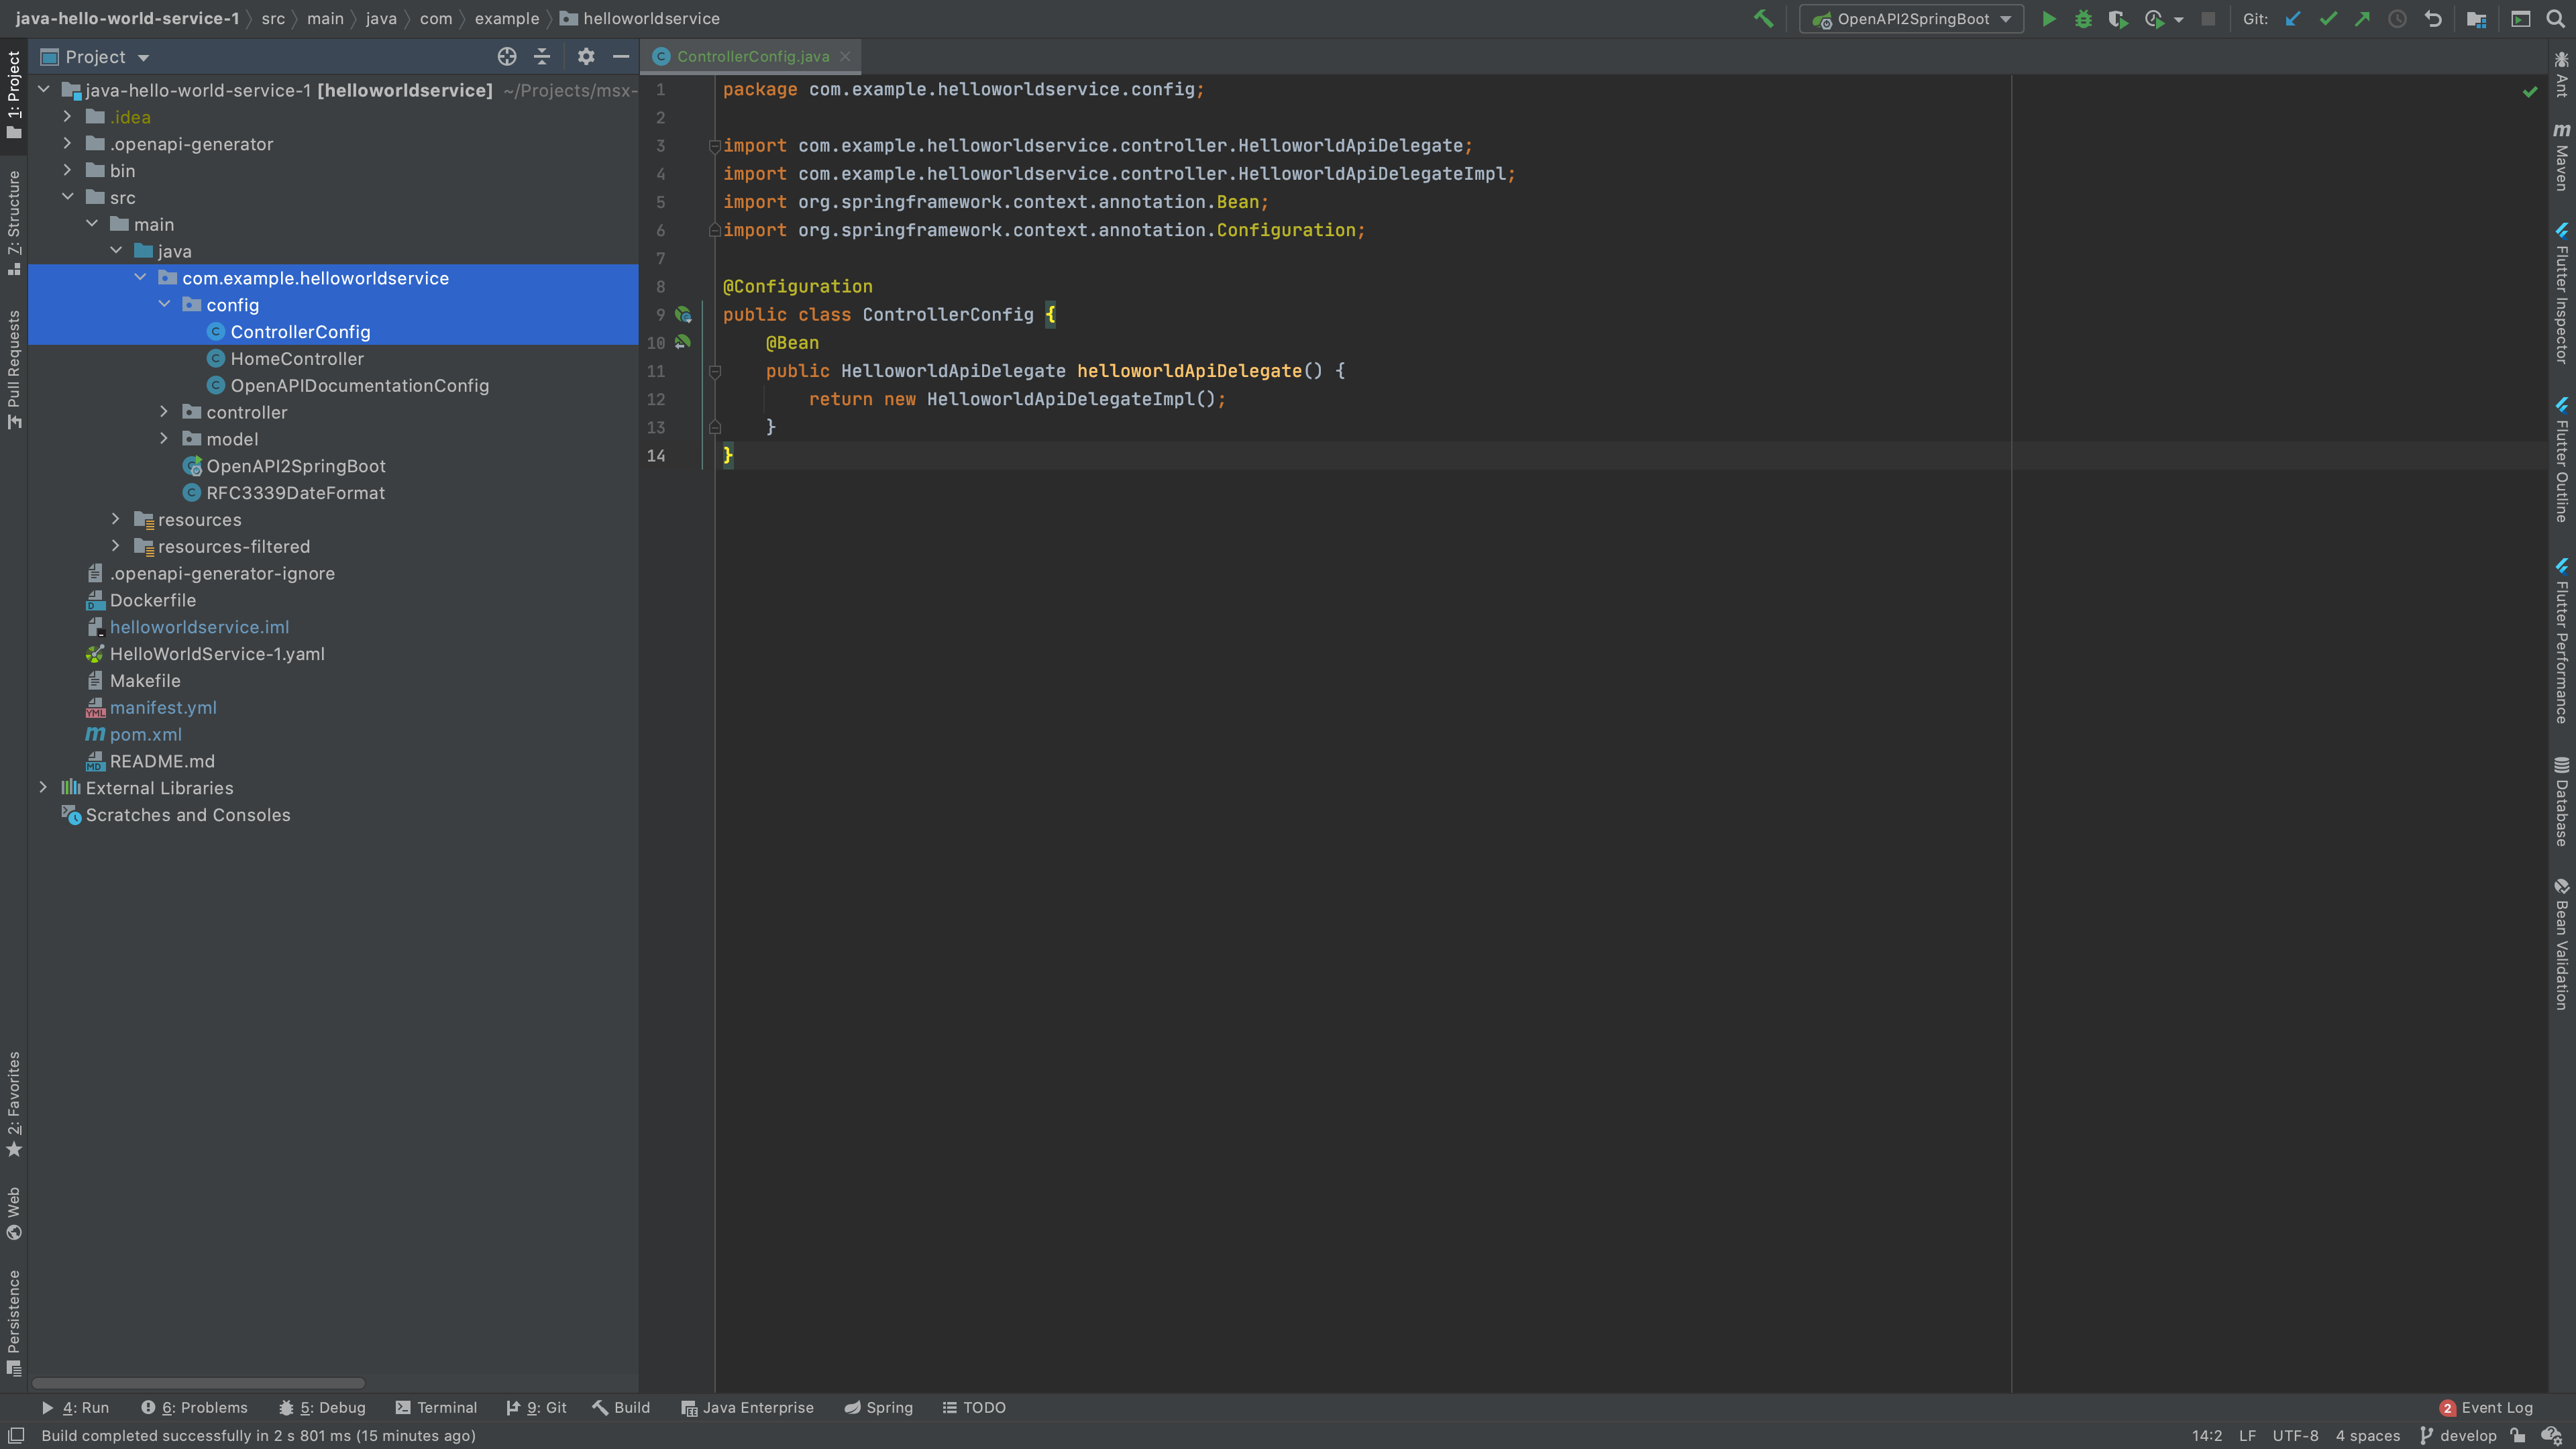 java-hello-world-service-1 src main java com example helloworldservice OpenAPI2SpringBoot Git:
Project
ControllerConfig.java
java-hello-world-service-1 [helloworldservice] ~/Projects/msx-
.idea
.openapi-generator
bin
src
main
java
com.example.helloworldservice
config
ControllerConfig
HomeController
OpenAPIDocumentationConfig
controller
model
OpenAPI2SpringBoot
RFC3339DateFormat
resources
resources-filtered
.openapi-generator-ignore
Dockerfile
helloworldservice.iml
HelloWorldService-1.yaml
Makefile
manifest.yml
pom.xml
README.md
External Libraries
Scratches and Consoles
1 package com.example.helloworldservice.config;
2
3 import com.example.helloworldservice.controller.HelloworldApiDelegate;
4 import com.example.helloworldservice.controller.HelloworldApiDelegateImpl;
5 import org.springframework.context.annotation.Bean;
6 import org.springframework.context.annotation.Configuration;
7
8 @Configuration
9 public class ControllerConfig {
10     @Bean
11     public HelloworldApiDelegate helloworldApiDelegate() {
12         return new HelloworldApiDelegateImpl();
13     }
14 }
1: Project
Z: Structure
Pull Requests
2: Favorites
Web
Persistence
Ant
m Maven
Flutter Inspector
Flutter Outline
Flutter Performance
Database
Bean Validation
4: Run 6: Problems 5: Debug Terminal 9: Git Build Java Enterprise Spring TODO 2 Event Log
Build completed successfully in 2 s 801 ms (15 minutes ago) 14:2 LF UTF-8 4 spaces develop